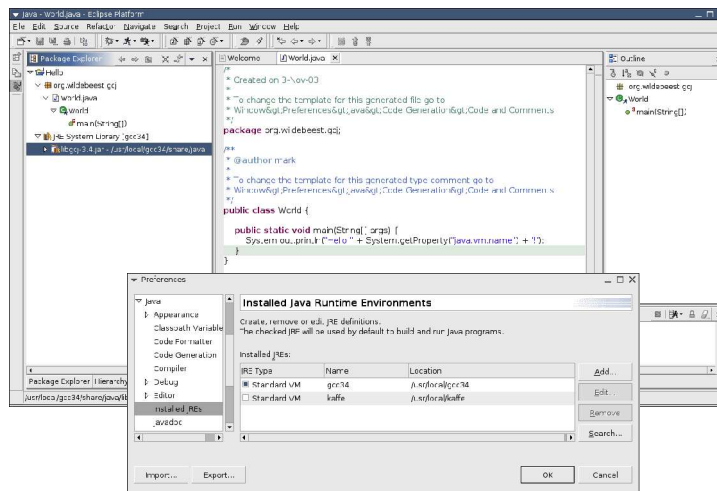 Java - World.java - Eclipse Platform
File Edit Source Refactor Navigate Search Project Run Window Help
Package Explorer
Hello
org.wildebeest.gcj
World.java
World
main(String[])
JRE System Library [gcc34]
libgcj-3.4.jar - /usr/local/gcc34/share/java
Package Explorer Hierarchy
/usr/local/gcc34/share/java/lib
Welcome
World.java
/*
* Created on 3-Nov-03
*
* To change the template for this generated file go to
* Window&gt;Preferences&gt;Java&gt;Code Generation&gt;Code and Comments
*/
package org.wildebeest.gcj;
/**
* @author mark
*
* To change the template for this generated type comment go to
* Window&gt;Preferences&gt;Java&gt;Code Generation&gt;Code and Comments
*/
public class World {
public static void main(String[] args) {
System.out.println("Hello " + System.getProperty("java.vm.name") + "!");
}
}
Outline
org.wildebeest.gcj
World
main(String[])
Preferences
Java
Appearance
Classpath Variable
Code Formatter
Code Generation
Compiler
Debug
Editor
Installed JREs
Javadoc
Installed Java Runtime Environments
Create, remove or edit JRE definitions.
The checked JRE will be used by default to build and run Java programs.
Installed JREs:
JRE Type Name Location
Standard VM gcc34 /usr/local/gcc34
Standard VM kaffe /usr/local/kaffe
Add...
Edit...
Remove
Search...
Import... Export... OK Cancel